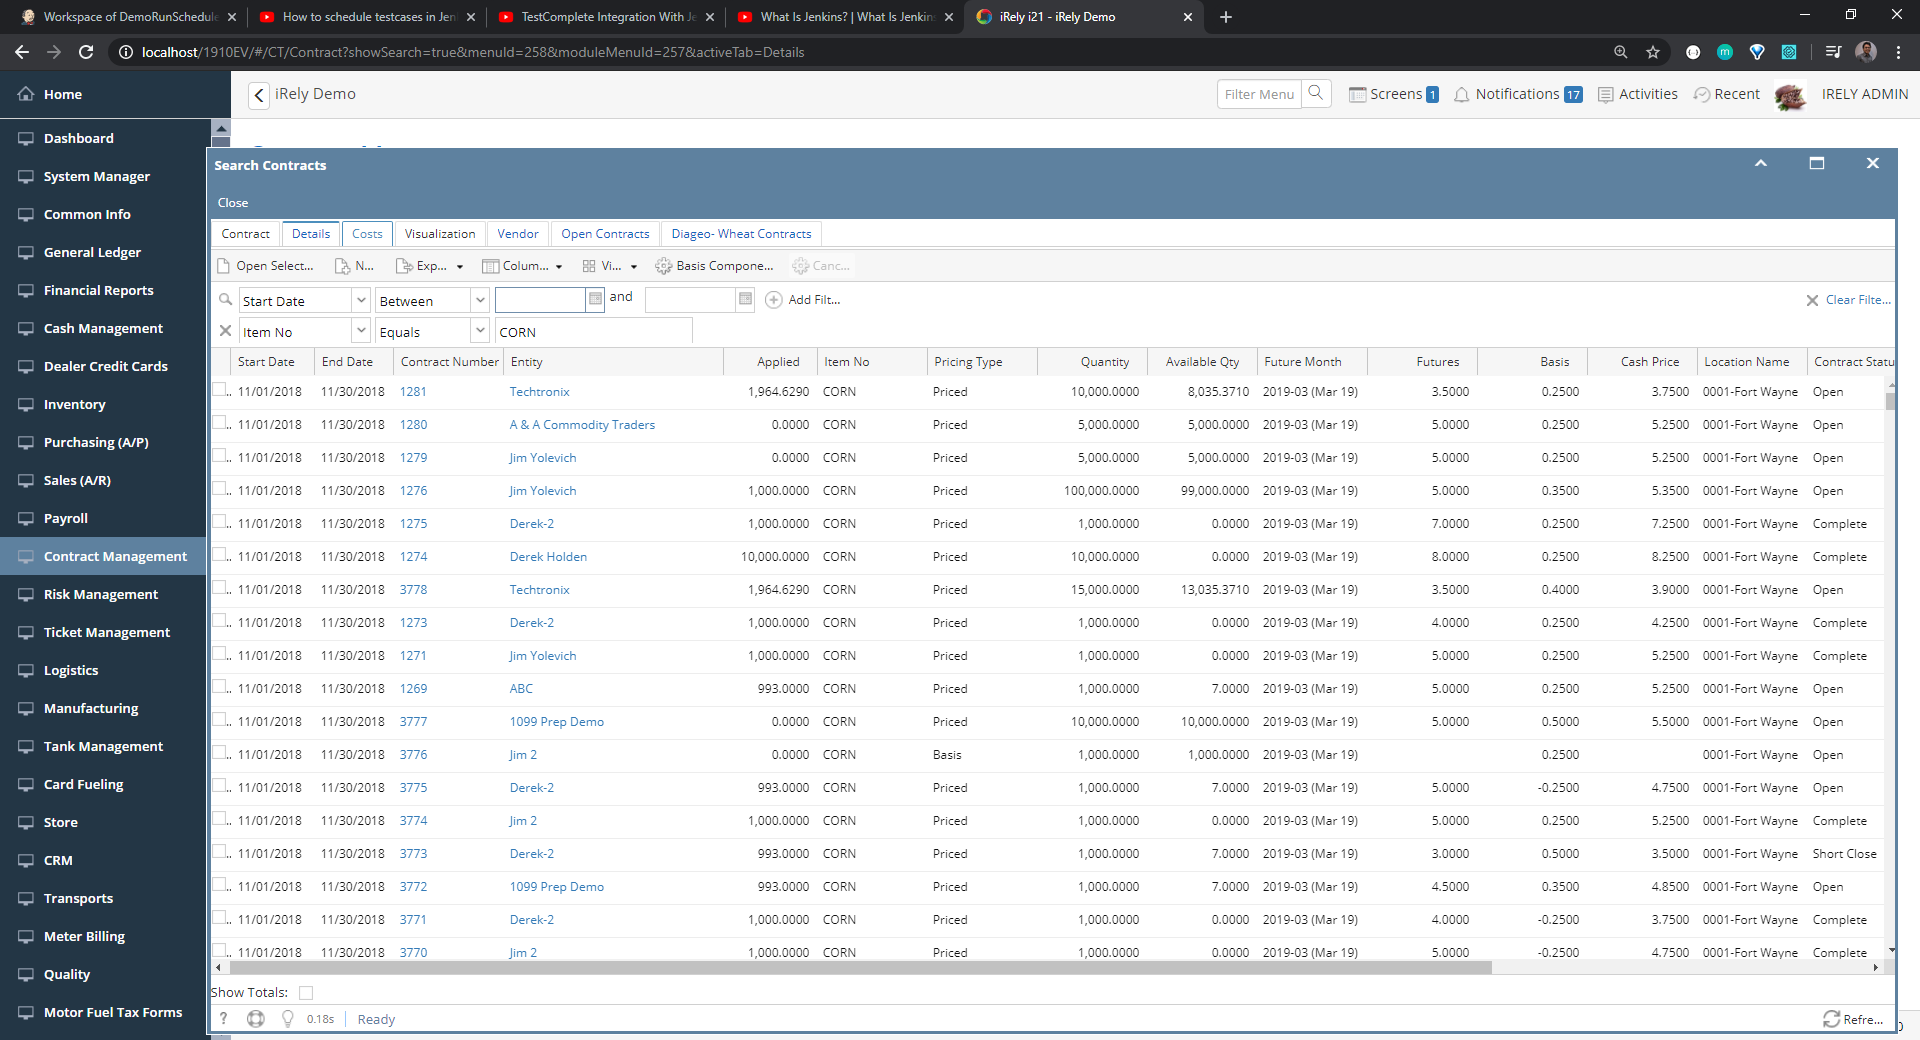 Workspace of DemoRunSchedule
How to schedule testcases in Jen
TestComplete Integration With Je
What Is Jenkins? | What Is Jenkins
iRely i21 - iRely Demo
localhost/1910EV/#/CT/Contract?showSearch=true&menuId=258&moduleMenuId=257&activeTab=Details
Home
iRely Demo
Filter Menu
Screens 1
Notifications 17
Activities
Recent
IRELY ADMIN
Dashboard
System Manager
Common Info
General Ledger
Financial Reports
Cash Management
Dealer Credit Cards
Inventory
Purchasing (A/P)
Sales (A/R)
Payroll
Contract Management
Risk Management
Ticket Management
Logistics
Manufacturing
Tank Management
Card Fueling
Store
CRM
Transports
Meter Billing
Quality
Motor Fuel Tax Forms
Search Contracts
Close
Contract Details Costs Visualization Vendor Open Contracts Diageo- Wheat Contracts
Open Select... N... Exp... Colum... Vi... Basis Compone... Canc...
Start Date Between and Add Filt... Clear Filte...
Item No Equals CORN
Start Date End Date Contract Number Entity Applied Item No Pricing Type Quantity Available Qty Future Month Futures Basis Cash Price Location Name Contract Statu
11/01/2018 11/30/2018 1281 Techtronix 1,964.6290 CORN Priced 10,000.0000 8,035.3710 2019-03 (Mar 19) 3.5000 0.2500 3.7500 0001-Fort Wayne Open
11/01/2018 11/30/2018 1280 A & A Commodity Traders 0.0000 CORN Priced 5,000.0000 5,000.0000 2019-03 (Mar 19) 5.0000 0.2500 5.2500 0001-Fort Wayne Open
11/01/2018 11/30/2018 1279 Jim Yolevich 0.0000 CORN Priced 5,000.0000 5,000.0000 2019-03 (Mar 19) 5.0000 0.2500 5.2500 0001-Fort Wayne Open
11/01/2018 11/30/2018 1276 Jim Yolevich 1,000.0000 CORN Priced 100,000.0000 99,000.0000 2019-03 (Mar 19) 5.0000 0.3500 5.3500 0001-Fort Wayne Open
11/01/2018 11/30/2018 1275 Derek-2 1,000.0000 CORN Priced 1,000.0000 0.0000 2019-03 (Mar 19) 7.0000 0.2500 7.2500 0001-Fort Wayne Complete
11/01/2018 11/30/2018 1274 Derek Holden 10,000.0000 CORN Priced 10,000.0000 0.0000 2019-03 (Mar 19) 8.0000 0.2500 8.2500 0001-Fort Wayne Complete
11/01/2018 11/30/2018 3778 Techtronix 1,964.6290 CORN Priced 15,000.0000 13,035.3710 2019-03 (Mar 19) 3.5000 0.4000 3.9000 0001-Fort Wayne Open
11/01/2018 11/30/2018 1273 Derek-2 1,000.0000 CORN Priced 1,000.0000 0.0000 2019-03 (Mar 19) 4.0000 0.2500 4.2500 0001-Fort Wayne Complete
11/01/2018 11/30/2018 1271 Jim Yolevich 1,000.0000 CORN Priced 1,000.0000 0.0000 2019-03 (Mar 19) 5.0000 0.2500 5.2500 0001-Fort Wayne Complete
11/01/2018 11/30/2018 1269 ABC 993.0000 CORN Priced 1,000.0000 7.0000 2019-03 (Mar 19) 5.0000 0.2500 5.2500 0001-Fort Wayne Open
11/01/2018 11/30/2018 3777 1099 Prep Demo 0.0000 CORN Priced 10,000.0000 10,000.0000 2019-03 (Mar 19) 5.0000 0.5000 5.5000 0001-Fort Wayne Open
11/01/2018 11/30/2018 3776 Jim 2 0.0000 CORN Basis 1,000.0000 1,000.0000 2019-03 (Mar 19) 0.2500 0001-Fort Wayne Open
11/01/2018 11/30/2018 3775 Derek-2 993.0000 CORN Priced 1,000.0000 7.0000 2019-03 (Mar 19) 5.0000 -0.2500 4.7500 0001-Fort Wayne Open
11/01/2018 11/30/2018 3774 Jim 2 1,000.0000 CORN Priced 1,000.0000 0.0000 2019-03 (Mar 19) 5.0000 0.2500 5.2500 0001-Fort Wayne Complete
11/01/2018 11/30/2018 3773 Derek-2 993.0000 CORN Priced 1,000.0000 7.0000 2019-03 (Mar 19) 3.0000 0.5000 3.5000 0001-Fort Wayne Short Close
11/01/2018 11/30/2018 3772 1099 Prep Demo 993.0000 CORN Priced 1,000.0000 7.0000 2019-03 (Mar 19) 4.5000 0.3500 4.8500 0001-Fort Wayne Open
11/01/2018 11/30/2018 3771 Derek-2 1,000.0000 CORN Priced 1,000.0000 0.0000 2019-03 (Mar 19) 4.0000 -0.2500 3.7500 0001-Fort Wayne Complete
11/01/2018 11/30/2018 3770 Jim 2 1,000.0000 CORN Priced 1,000.0000 0.0000 2019-03 (Mar 19) 5.0000 -0.2500 4.7500 0001-Fort Wayne Complete
Show Totals:
? 0.18s Ready Refre...